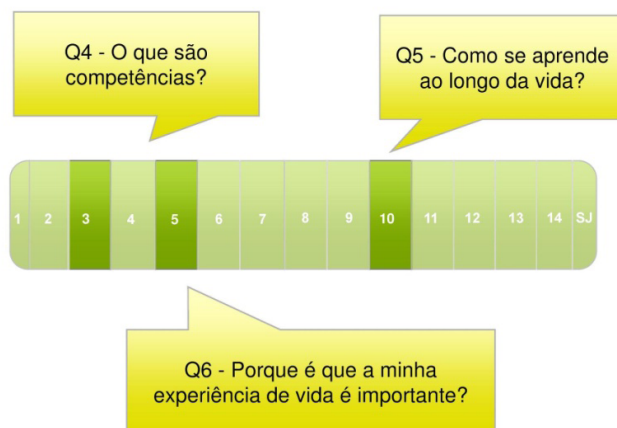 Q4 - O que são
competências?
Q5 - Como se aprende
ao longo da vida?
1 2 3 4 5 6 7 8 9 10 11 12 13 14 SJ
Q6 - Porque é que a minha
experiência de vida é importante?